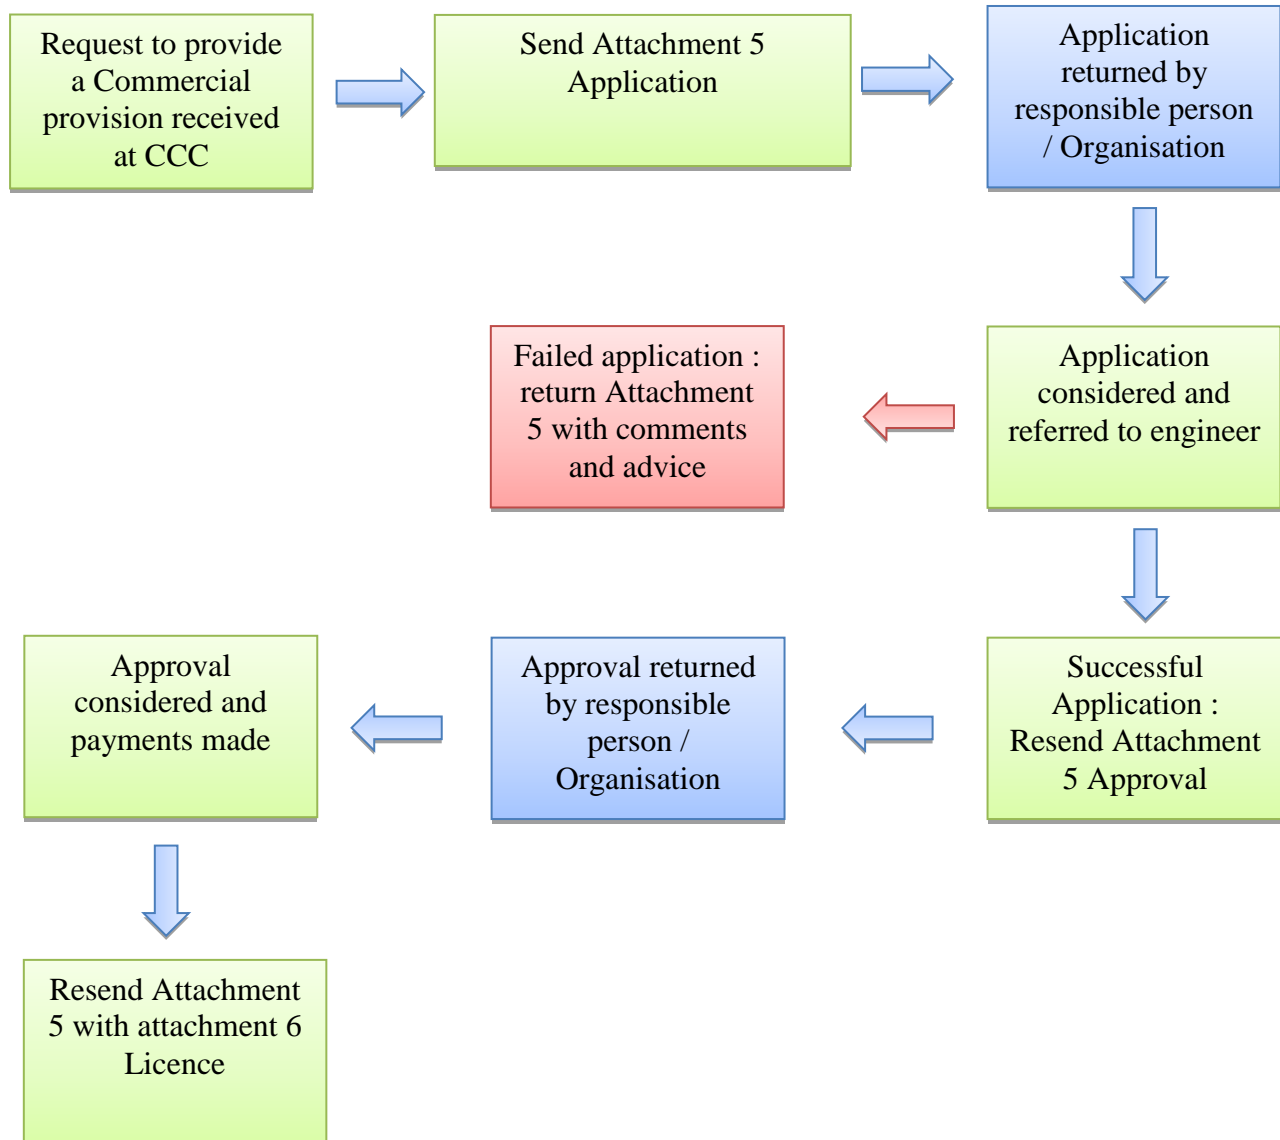 Request to provide
a Commercial
provision received
at CCC
Send Attachment 5
Application
Application
returned by
responsible person
/ Organisation
Failed application :
return Attachment
5 with comments
and advice
Application
considered and
referred to engineer
Approval
considered and
payments made
Approval returned
by responsible
person /
Organisation
Successful
Application :
Resend Attachment
5 Approval
Resend Attachment
5 with attachment 6
Licence